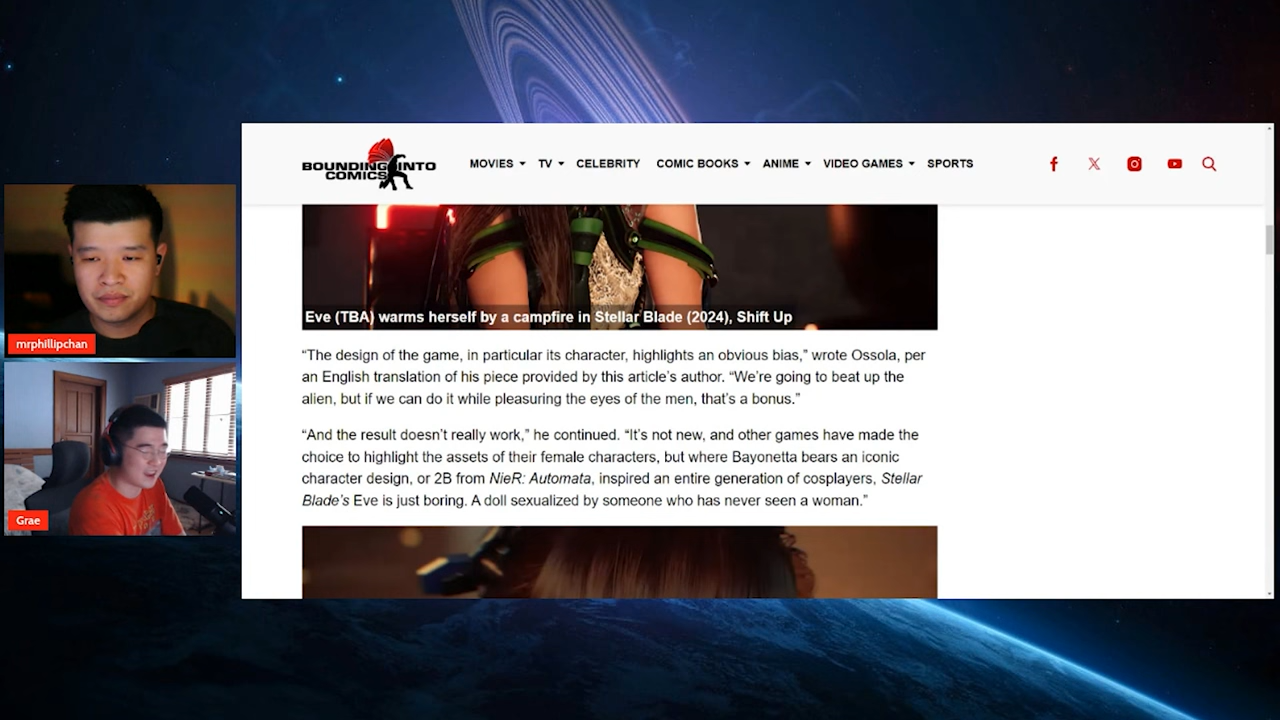 BOUNDING INTO
COMICS
MOVIES TV CELEBRITY COMIC BOOKS ANIME VIDEO GAMES SPORTS
mrphillipchan
Grae
Eve (TBA) warms herself by a campfire in Stellar Blade (2024), Shift Up
“The design of the game, in particular its character, highlights an obvious bias,” wrote Ossola, per
an English translation of his piece provided by this article’s author. “We’re going to beat up the
alien, but if we can do it while pleasuring the eyes of the men, that’s a bonus.”
“And the result doesn’t really work,” he continued. “It’s not new, and other games have made the
choice to highlight the assets of their female characters, but where Bayonetta bears an iconic
character design, or 2B from NieR: Automata, inspired an entire generation of cosplayers, Stellar
Blade’s Eve is just boring. A doll sexualized by someone who has never seen a woman.”